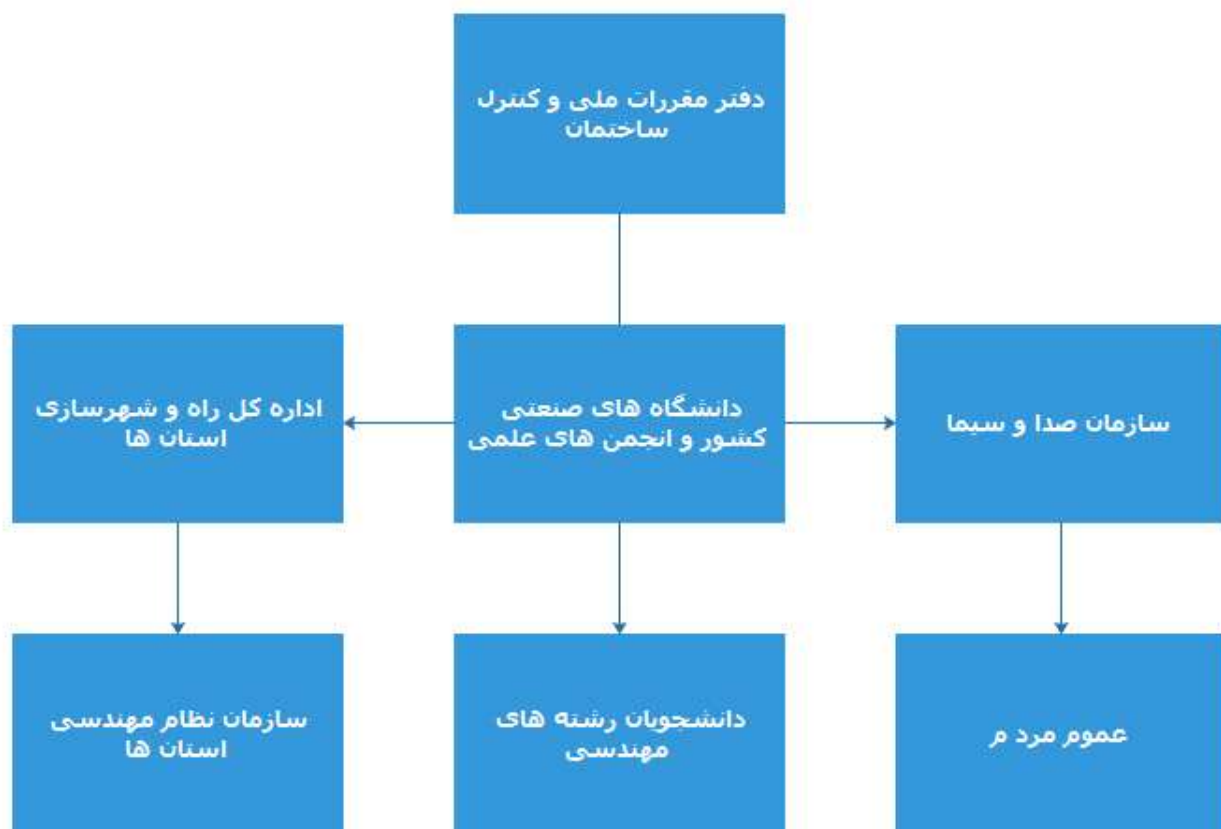 دفتر مقررات ملی و کنترل
ساختمان
سازمان صدا و سیما
دانشگاه های صنعتی
کشور و انجمن های علمی
اداره کل راه و شهرسازی
استان ها
عموم مرد م
دانشجویان رشته های
مهندسی
سازمان نظام مهندسی
استان ها